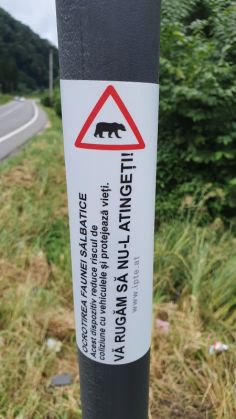 OCROTIREA FAUNEI SĂLBATICE
Acest dispozitiv reduce riscul de
coliziune cu vehiculele și protejează vieți.
VĂ RUGĂM SĂ NU-L ATINGEȚI!
www.ipte.at